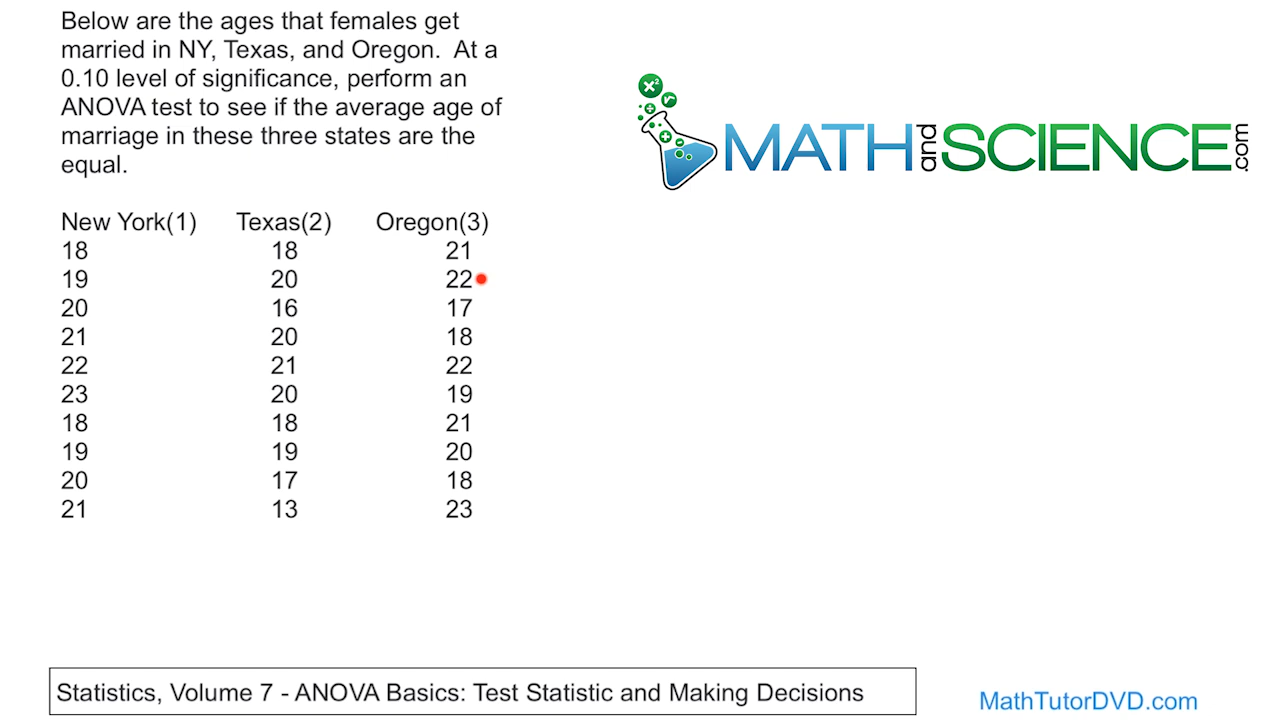 Below are the ages that females get
married in NY, Texas, and Oregon. At a
0.10 level of significance, perform an
ANOVA test to see if the average age of
marriage in these three states are the
equal.
New York(1) Texas(2) Oregon(3)
18 18 21
19 20 22
20 16 17
21 20 18
22 21 22
23 20 19
18 18 21
19 19 20
20 17 18
21 13 23
x²
MATH and SCIENCE .com
Statistics, Volume 7 - ANOVA Basics: Test Statistic and Making Decisions
MathTutorDVD.com